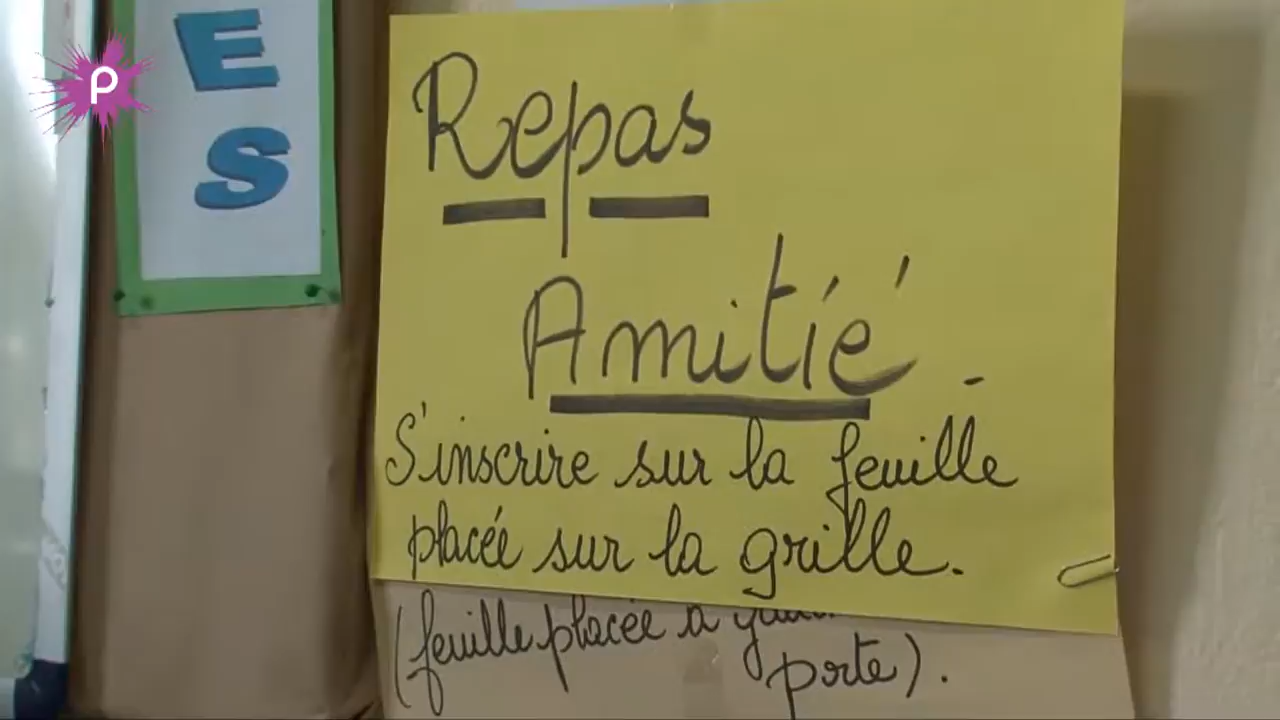 P
E
S
Repas
Amitié.
S'inscrire sur la feuille
placée sur la grille.
(feuille placée à
porte).